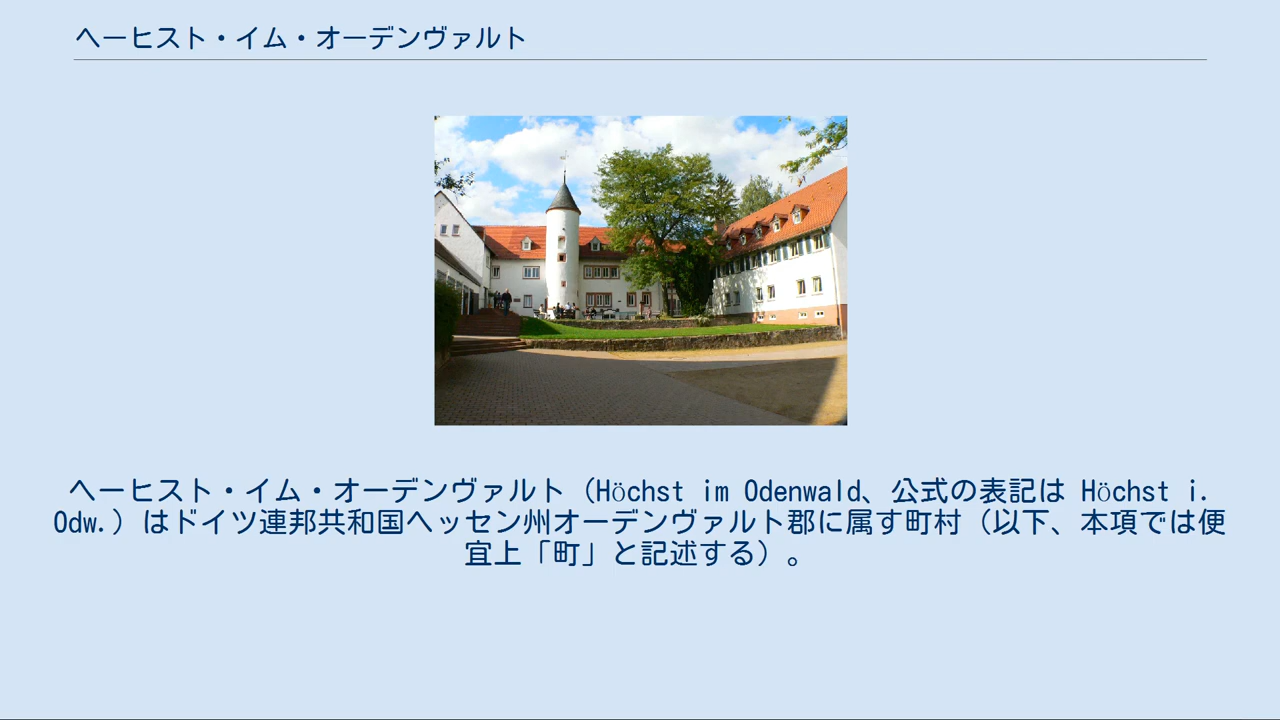 ヘーヒスト・イム・オーデンヴァルト
ヘーヒスト・イム・オーデンヴァルト（Höchst im Odenwald、公式の表記は Höchst i.
Odw.）はドイツ連邦共和国ヘッセン州オーデンヴァルト郡に属す町村（以下、本項では便
宜上「町」と記述する）。